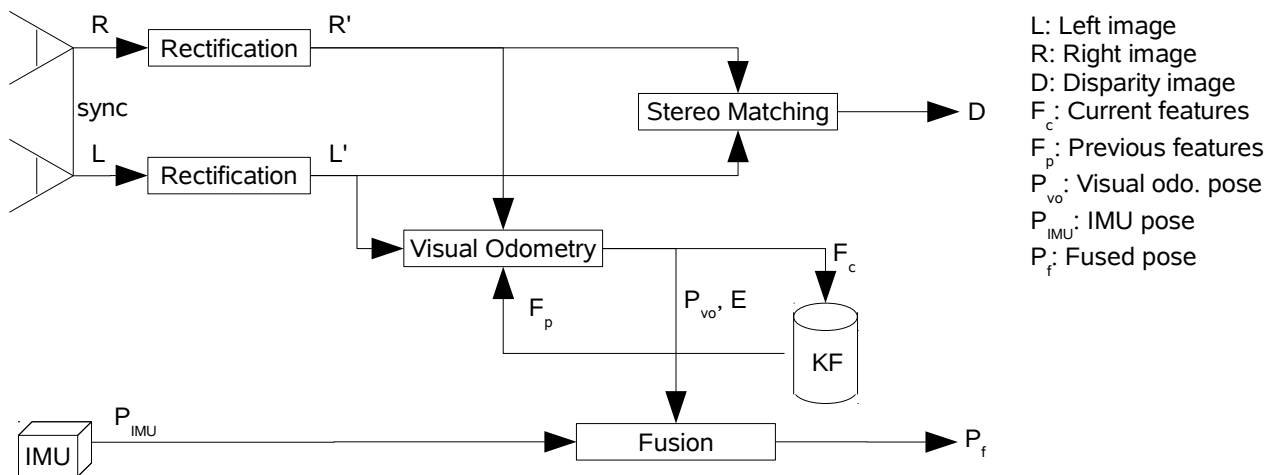 R
Rectification
R'
sync
Stereo Matching
D
L
Rectification
L'
Visual Odometry
F_c
F_p
P_vo, E
KF
IMU
P_IMU
Fusion
P_f
L: Left image
R: Right image
D: Disparity image
F_c: Current features
F_p: Previous features
P_vo: Visual odo. pose
P_IMU: IMU pose
P_f: Fused pose